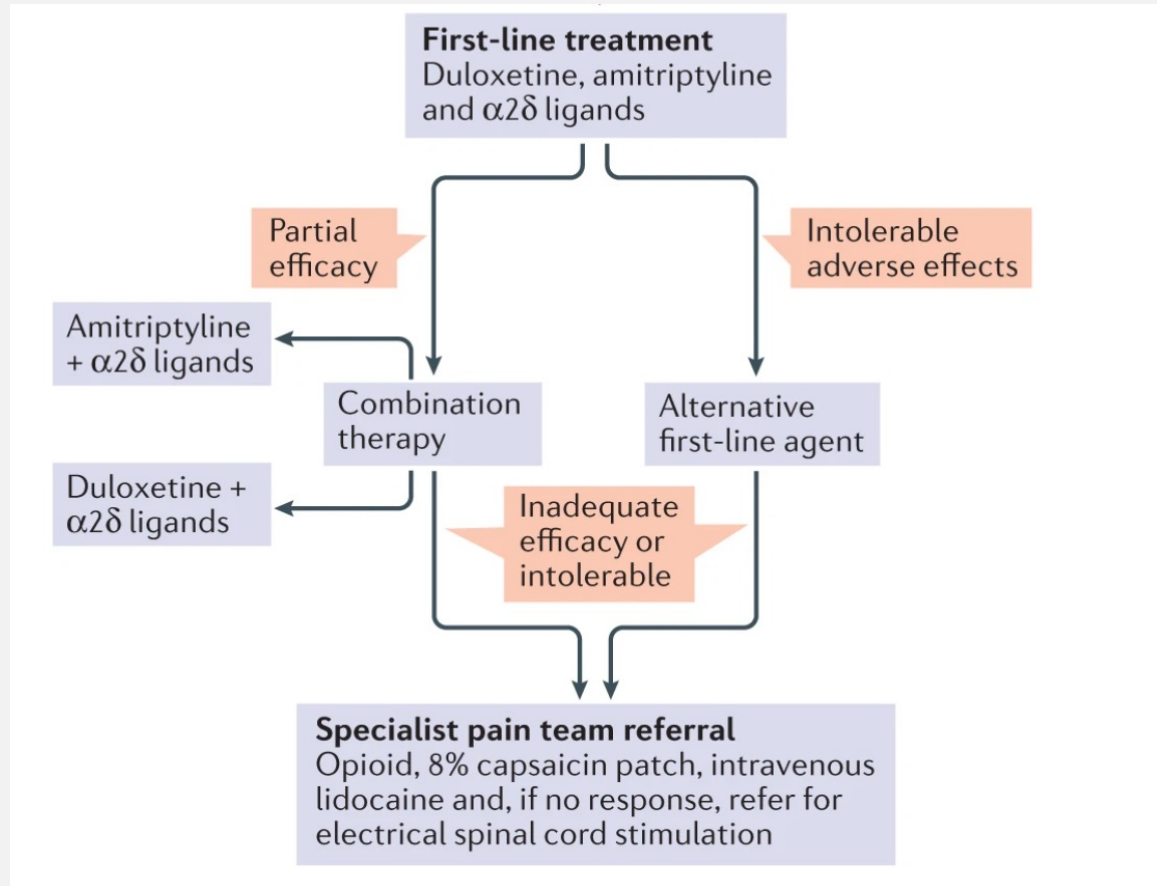 First-line treatment
Duloxetine, amitriptyline
and α2δ ligands
Partial
efficacy
Intolerable
adverse effects
Amitriptyline
+ α2δ ligands
Combination
therapy
Alternative
first-line agent
Duloxetine +
α2δ ligands
Inadequate
efficacy or
intolerable
Specialist pain team referral
Opioid, 8% capsaicin patch, intravenous
lidocaine and, if no response, refer for
electrical spinal cord stimulation